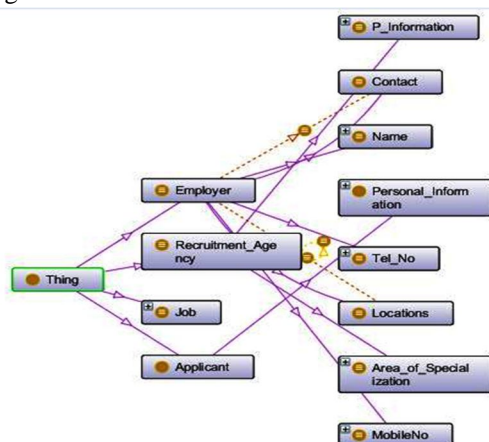 P_Information
Contact
Name
Employer
Personal_Inform
ation
Recruitment_Age
ncy
Tel_No
Thing
Job
Locations
Applicant
Area_of_Special
ization
MobileNo